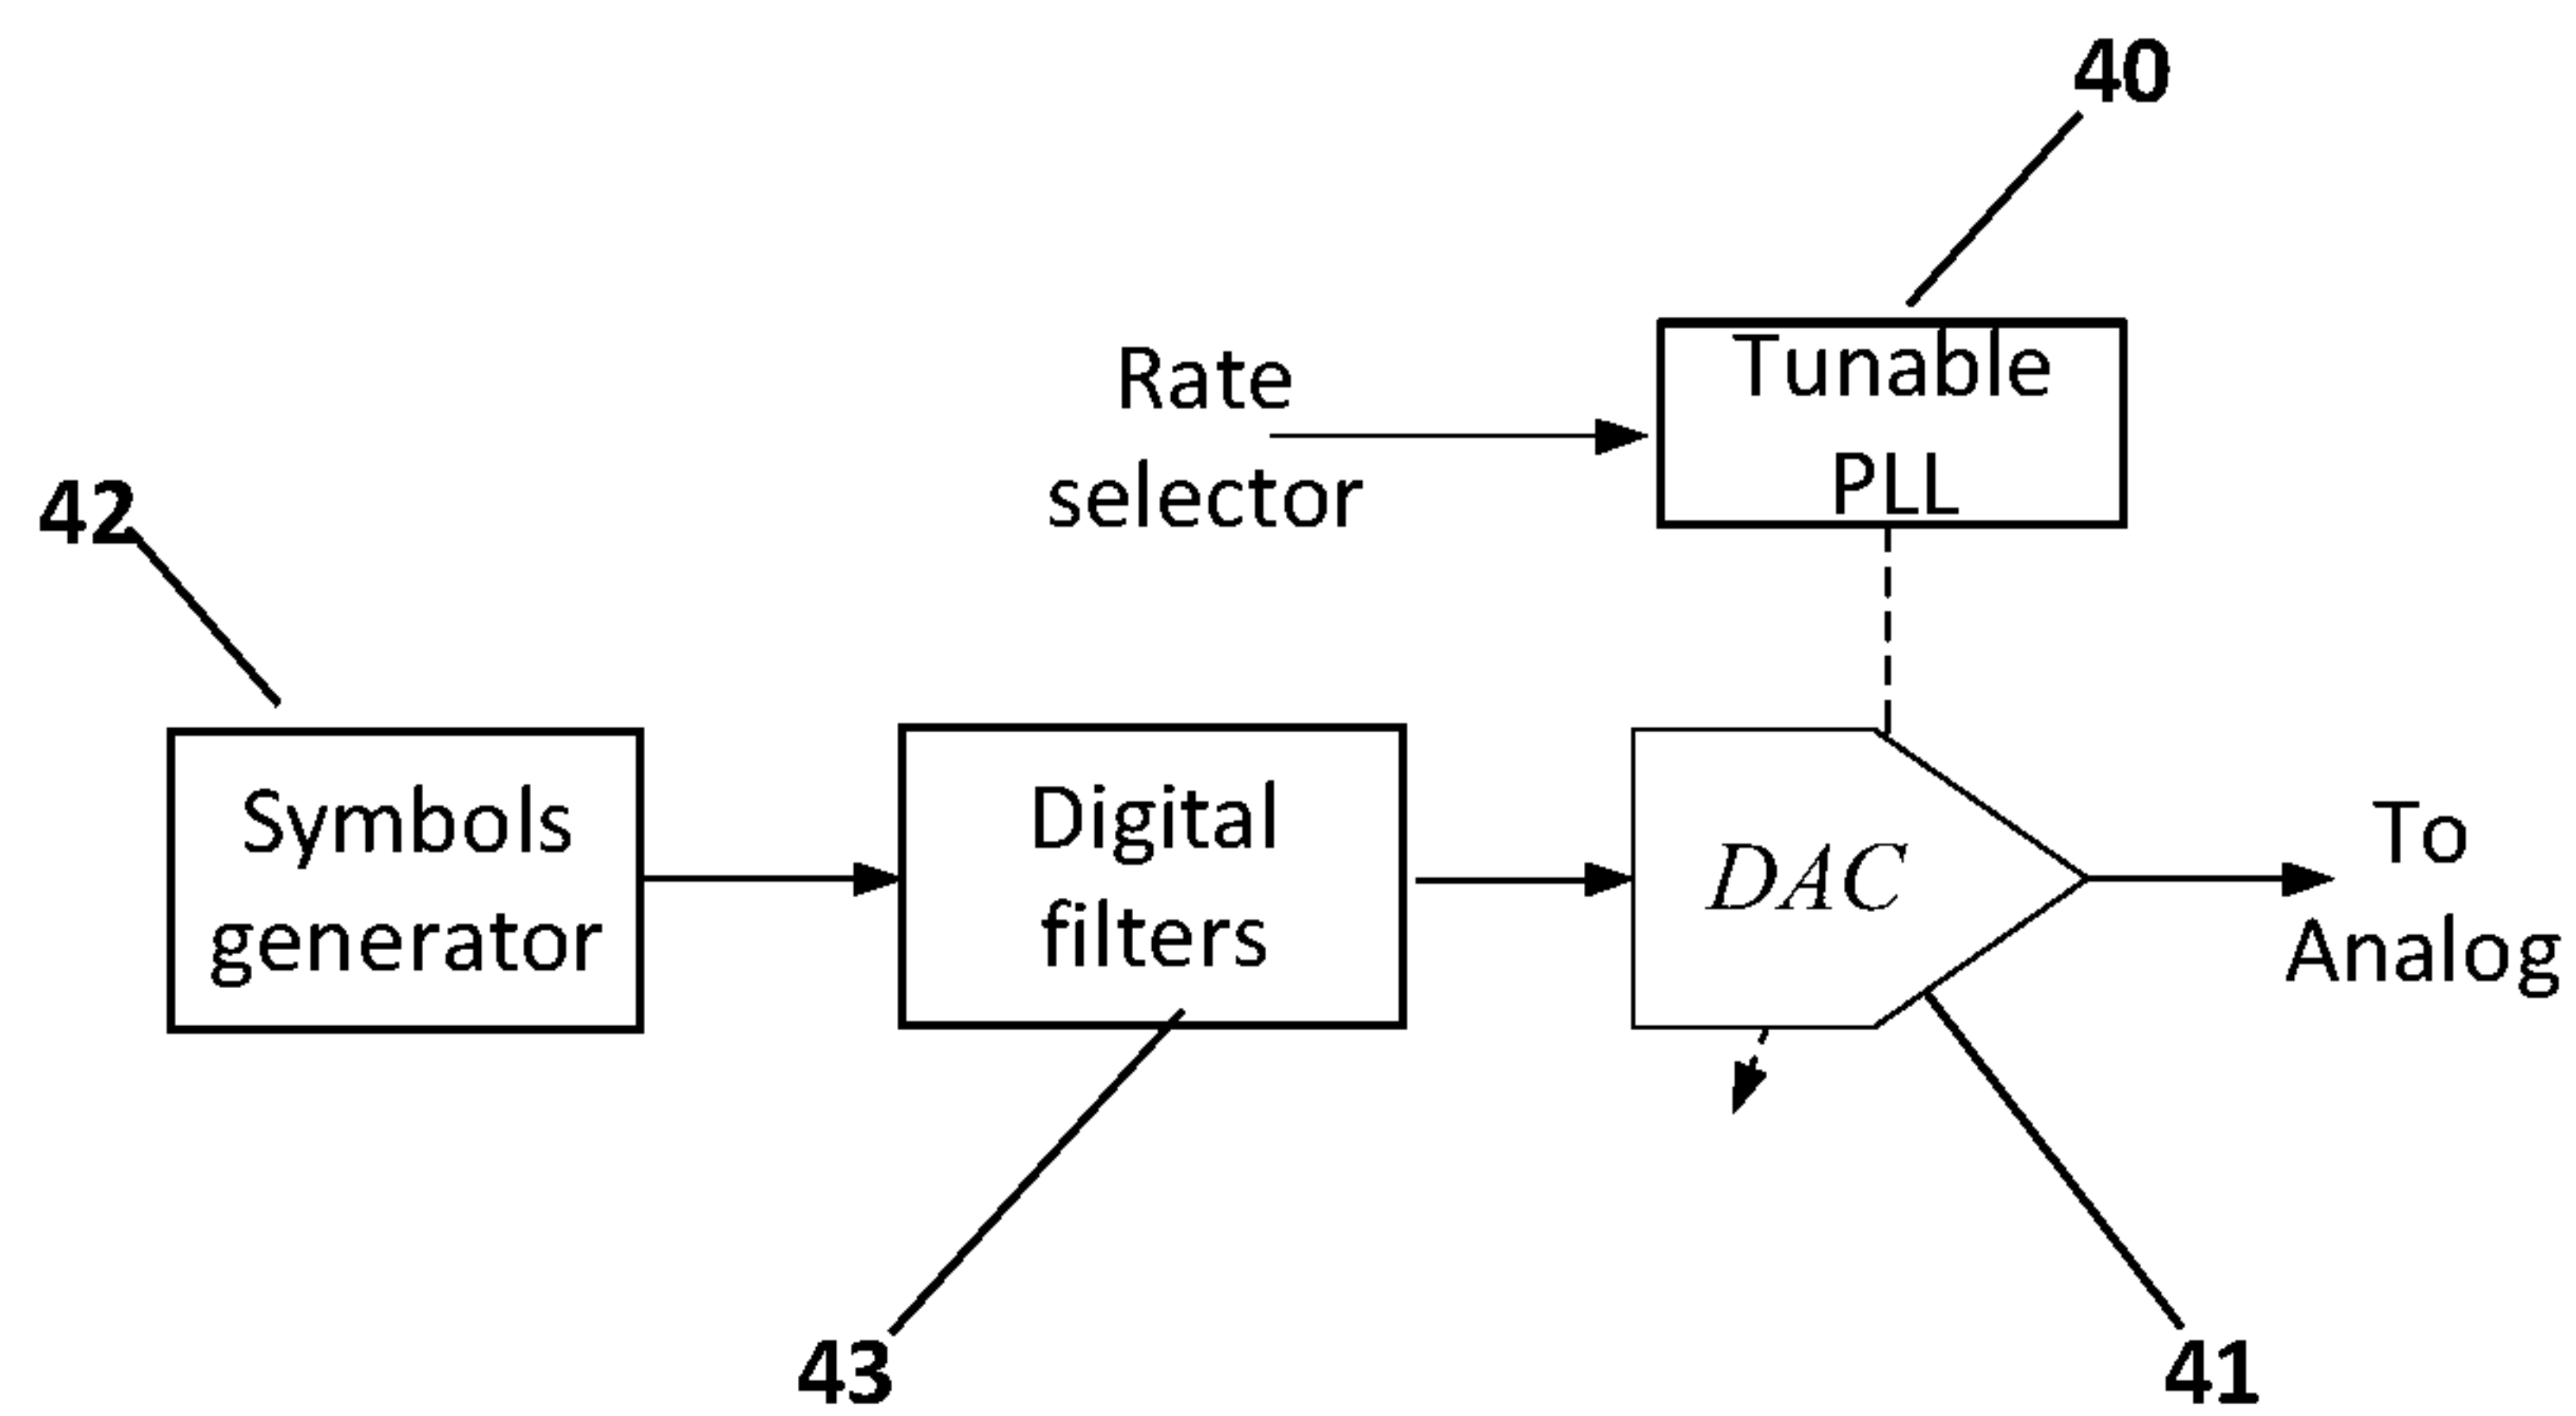 40
Rate
selector
Tunable
PLL
42
Symbols
generator
Digital
filters
DAC
To
Analog
43
41